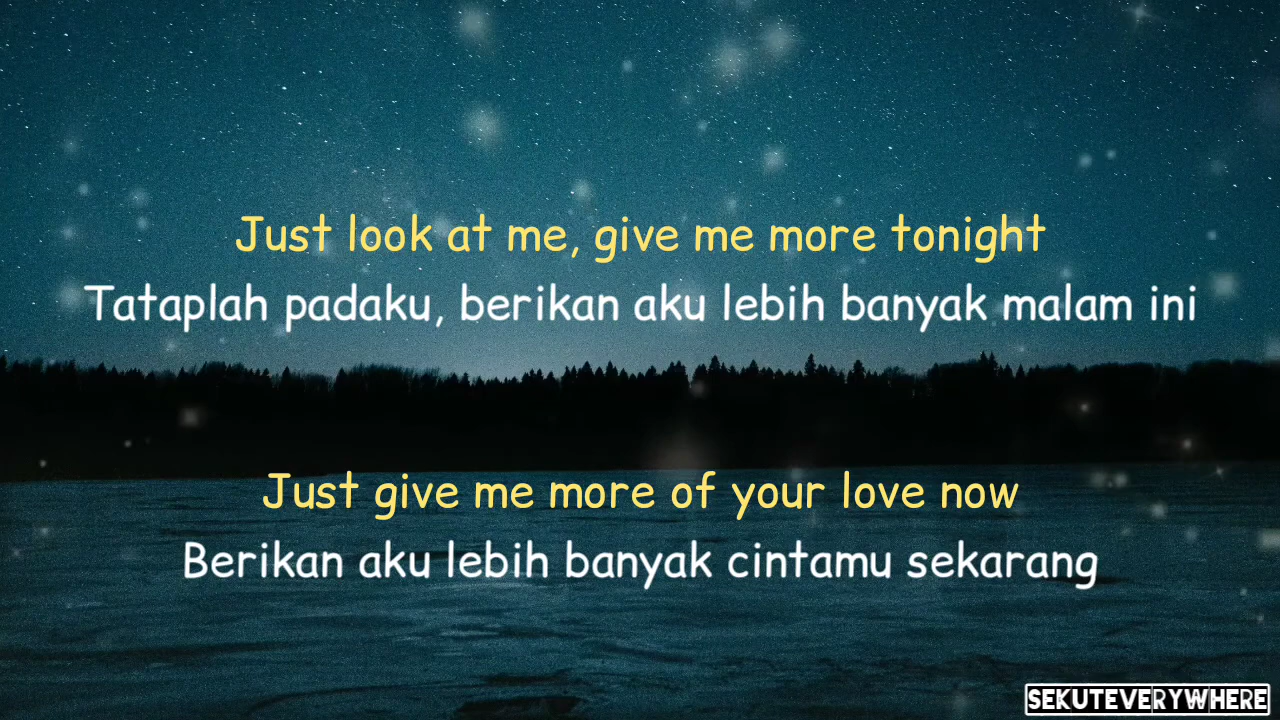 Just look at me, give me more tonight
Tataplah padaku, berikan aku lebih banyak malam ini
Just give me more of your love now
Berikan aku lebih banyak cintamu sekarang
SEKUTEVERYWHERE